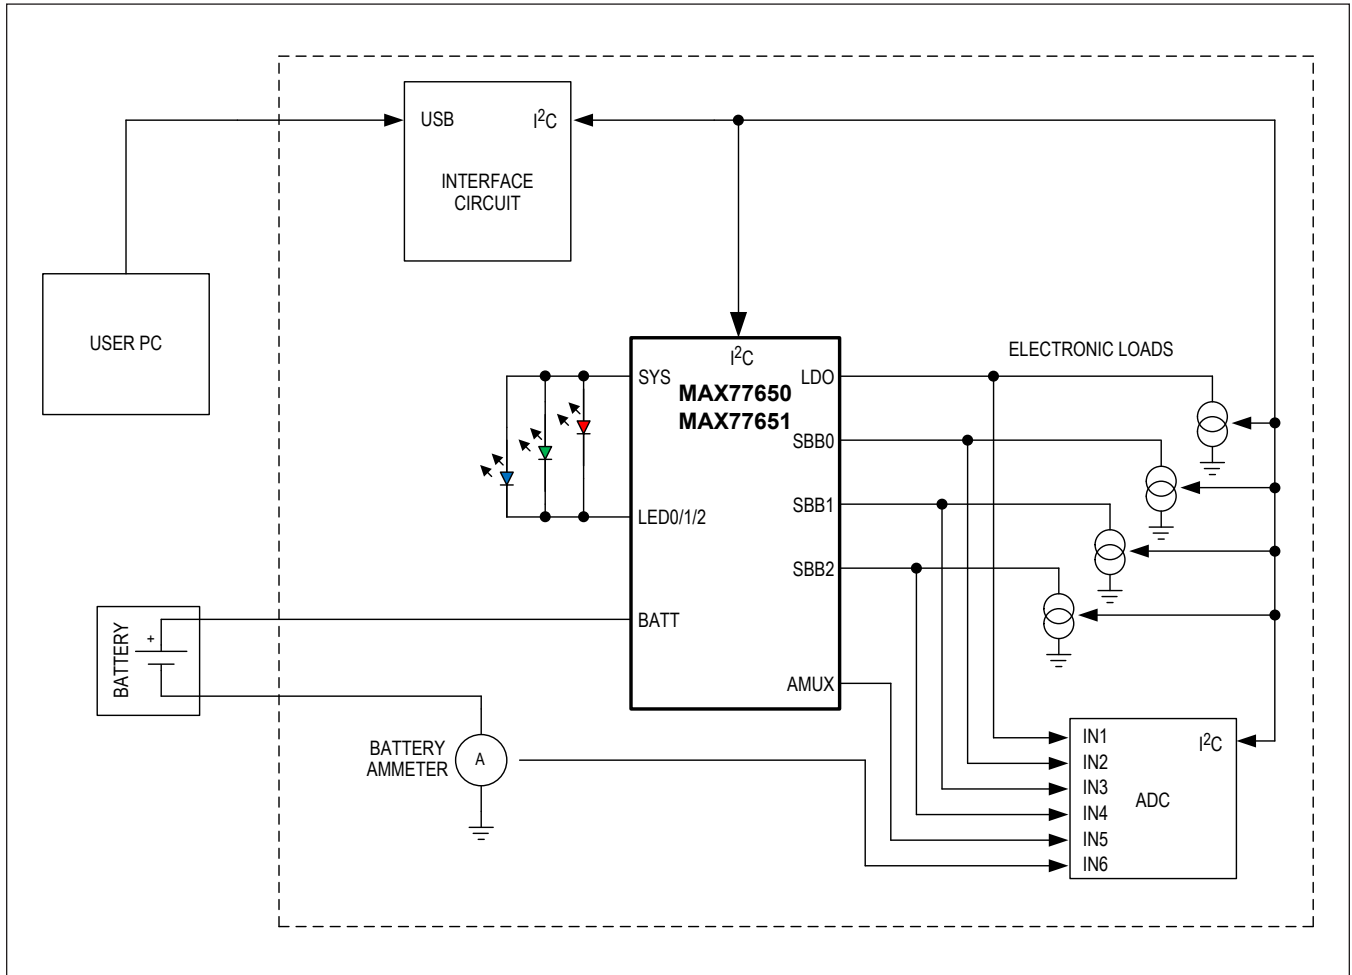 USB
I²C
INTERFACE
CIRCUIT
USER PC
I²C
MAX77650
MAX77651
SYS
LED0/1/2
BATT
LDO
SBB0
SBB1
SBB2
AMUX
ELECTRONIC LOADS
BATTERY
+
BATTERY
AMMETER
A
IN1
IN2
IN3
IN4
IN5
IN6
I²C
ADC